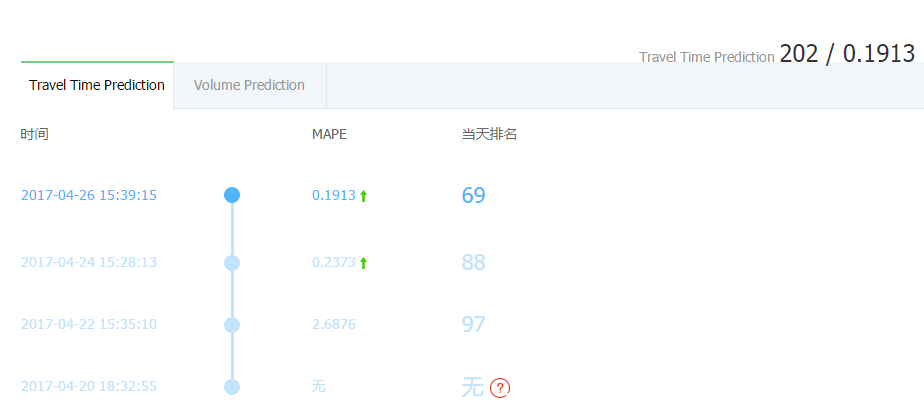 Travel Time Prediction 202 / 0.1913
Travel Time Prediction Volume Prediction
时间 MAPE 当天排名
2017-04-26 15:39:15 0.1913 69
2017-04-24 15:28:13 0.2373 88
2017-04-22 15:35:10 2.6876 97
2017-04-20 18:32:55 无 无 ?